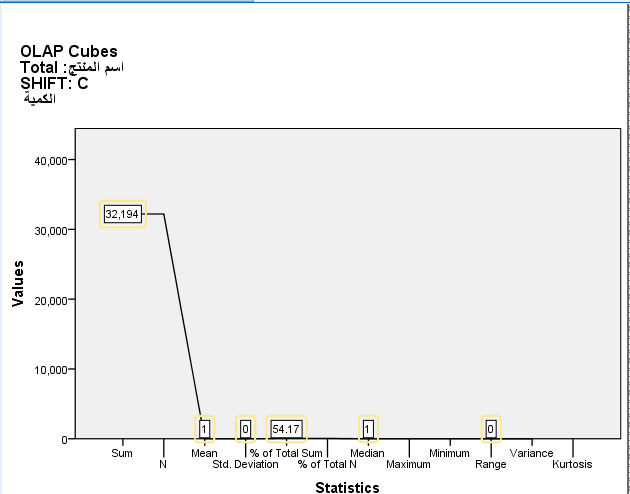 OLAP Cubes
Total :اسم المنتج
SHIFT: C
الكمية
40,000
30,000
20,000
10,000
0
Values
32,194
1
0
54.17
1
0
Sum
N
Mean
Std. Deviation
% of Total Sum
% of Total N
Median
Maximum
Minimum
Range
Variance
Kurtosis
Statistics